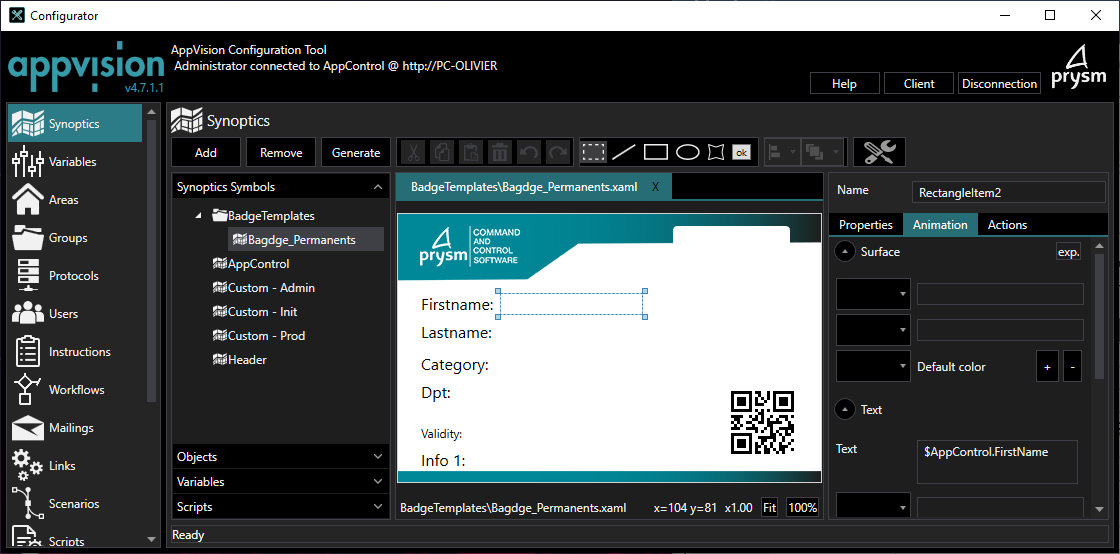 Configurator
appvision
v4.7.1.1
AppVision Configuration Tool
Administrator connected to AppControl @ http://PC-OLIVIER
Help
Client
Disconnection
prysm
Synoptics
Variables
Areas
Groups
Protocols
Users
Instructions
Workflows
Mailings
Links
Scenarios
Scripts
Synoptics
Add
Remove
Generate
ok
Synoptics Symbols
BadgeTemplates
Bagdge_Permanents
AppControl
Custom - Admin
Custom - Init
Custom - Prod
Header
Objects
Variables
Scripts
BadgeTemplates\Bagdge_Permanents.xaml X
prysm
COMMAND
AND
CONTROL
SOFTWARE
Firstname:
Lastname:
Category:
Dpt:
Validity:
Info 1:
BadgeTemplates\Bagdge_Permanents.xaml x=104 y=81 x1.00 Fit 100%
Name RectangleItem2
Properties Animation Actions
Surface exp.
Default color + -
Text
Text $AppControl.FirstName
Ready